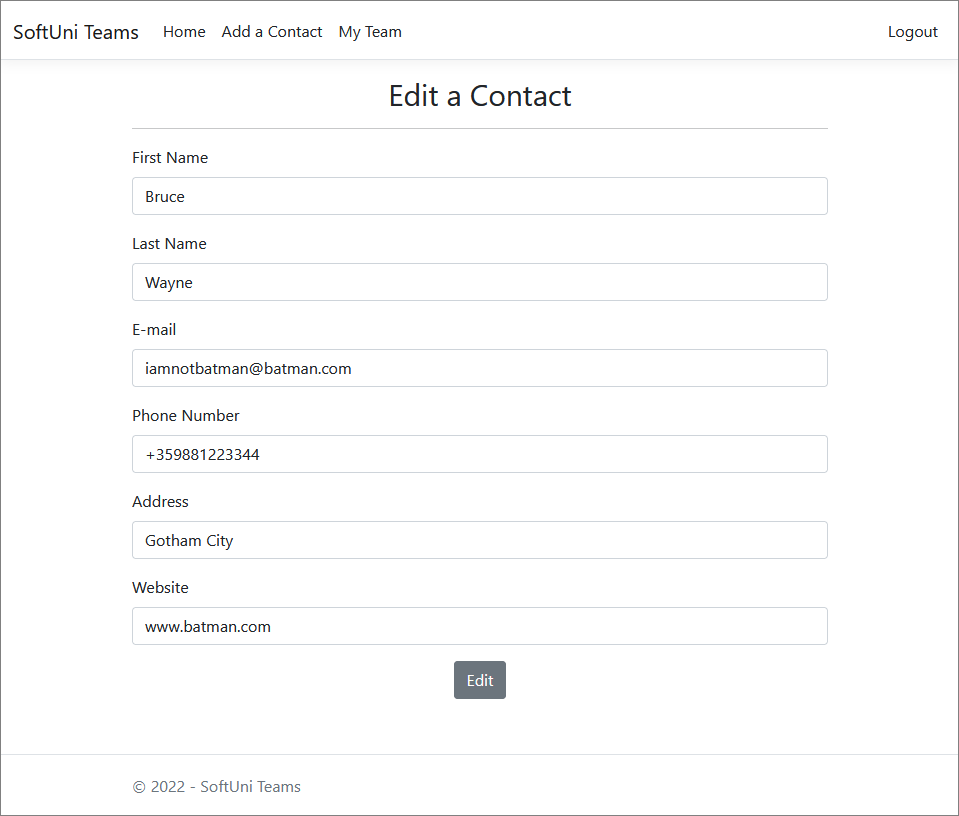 SoftUni Teams Home Add a Contact My Team Logout
Edit a Contact
First Name
Bruce
Last Name
Wayne
E-mail
iamnotbatman@batman.com
Phone Number
+359881223344
Address
Gotham City
Website
www.batman.com
Edit
© 2022 - SoftUni Teams